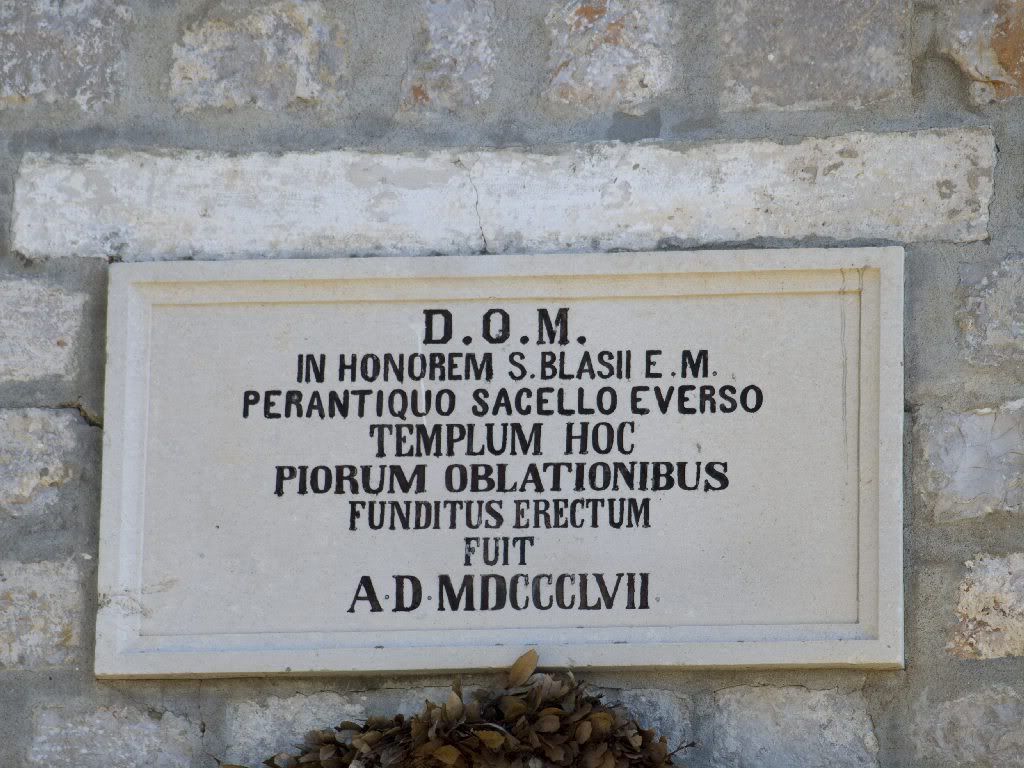 D.O.M.
IN HONOREM S.BLASII E.M.
PERANTIQUO SACELLO EVERSO
TEMPLUM HOC
PIORUM OBLATIONIBUS
FUNDITUS ERECTUM
FUIT
A.D.MDCCCLVII.